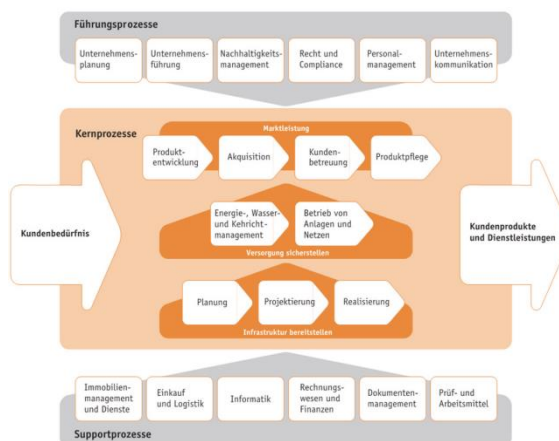 Führungsprozesse
Unternehmens-
planung
Unternehmens-
führung
Nachhaltigkeits-
management
Recht und
Compliance
Personal-
management
Unternehmens-
kommunikation
Kernprozesse
Marktleistung
Produkt-
entwicklung
Akquisition
Kunden-
betreuung
Produktpflege
Kundenbedürfnis
Energie-, Wasser-
und Kehricht-
management
Betrieb von
Anlagen und
Netzen
Versorgung sicherstellen
Kundenprodukte
und Dienstleistungen
Planung
Projektierung
Realisierung
Infrastruktur bereitstellen
Immobilien-
management
und Dienste
Einkauf
und Logistik
Informatik
Rechnungs-
wesen und
Finanzen
Dokumenten-
management
Prüf- und
Arbeitsmittel
Supportprozesse